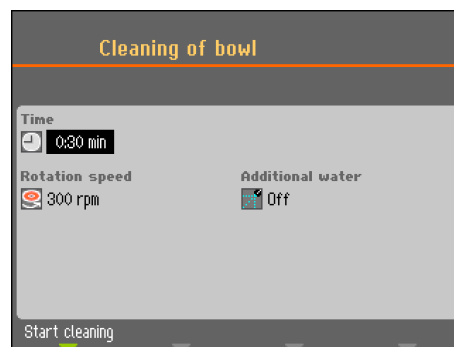 Cleaning of bowl
Time
0:30 min
Rotation speed
Additional water
300 rpm
Off
Start cleaning